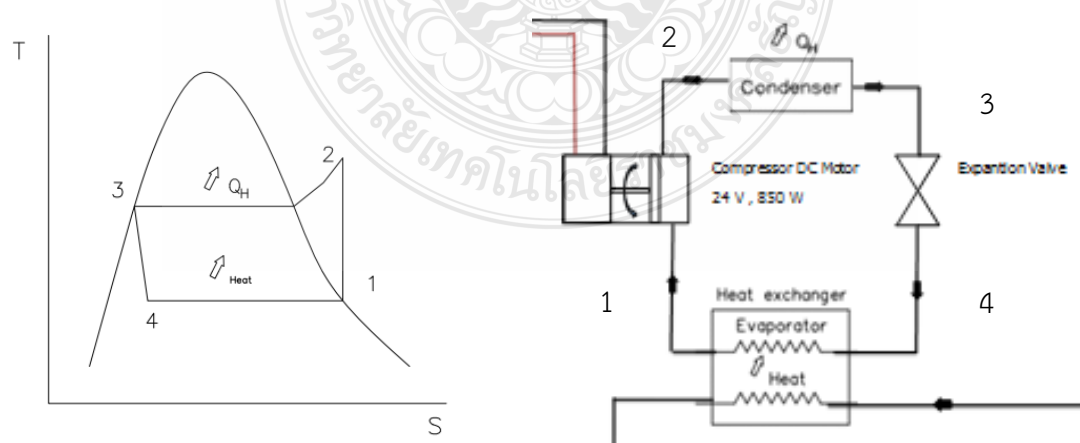 T
3
2
Q_H
Heat
1
4
S
2
Q_H
Condenser
3
Compressor DC Motor
24 V , 850 W
Expantion Valve
1
Heat exchanger
4
Evaporator
Heat